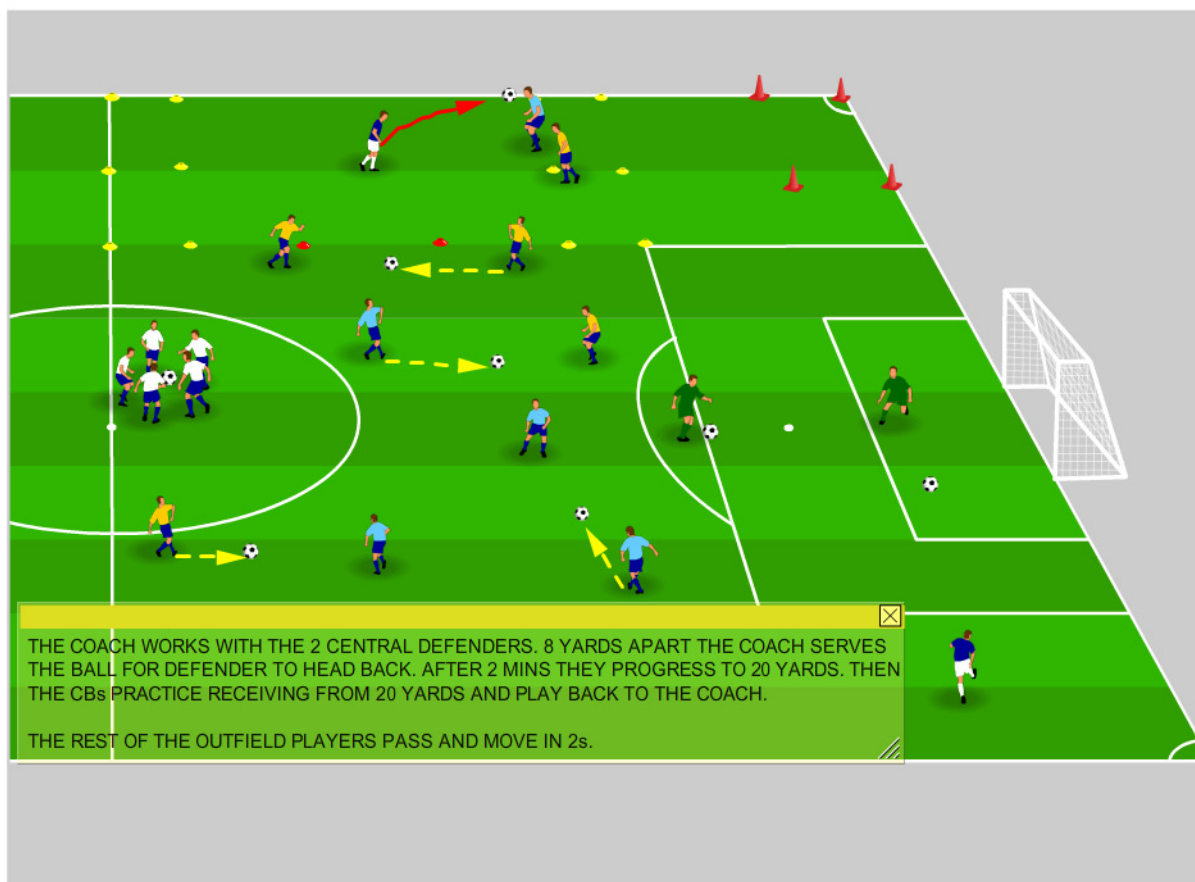 THE COACH WORKS WITH THE 2 CENTRAL DEFENDERS. 8 YARDS APART THE COACH SERVES
THE BALL FOR DEFENDER TO HEAD BACK. AFTER 2 MINS THEY PROGRESS TO 20 YARDS. THEN
THE CBs PRACTICE RECEIVING FROM 20 YARDS AND PLAY BACK TO THE COACH.
THE REST OF THE OUTFIELD PLAYERS PASS AND MOVE IN 2s.